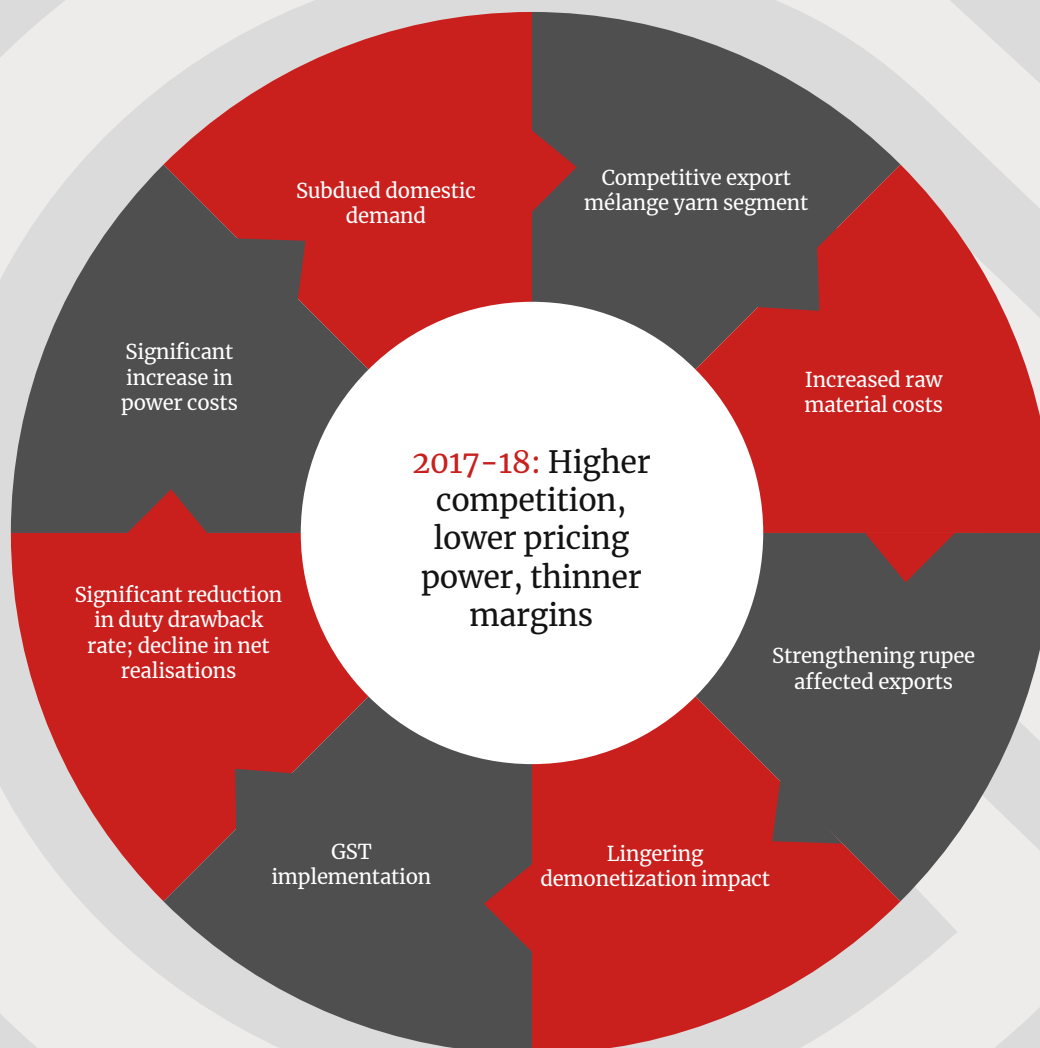 Subdued domestic
demand
Competitive export
mélange yarn segment
Increased raw
material costs
Strengthening rupee
affected exports
Lingering
demonetization impact
GST
implementation
Significant reduction
in duty drawback
rate; decline in net
realisations
Significant
increase in
power costs
2017-18: Higher
competition,
lower pricing
power, thinner
margins